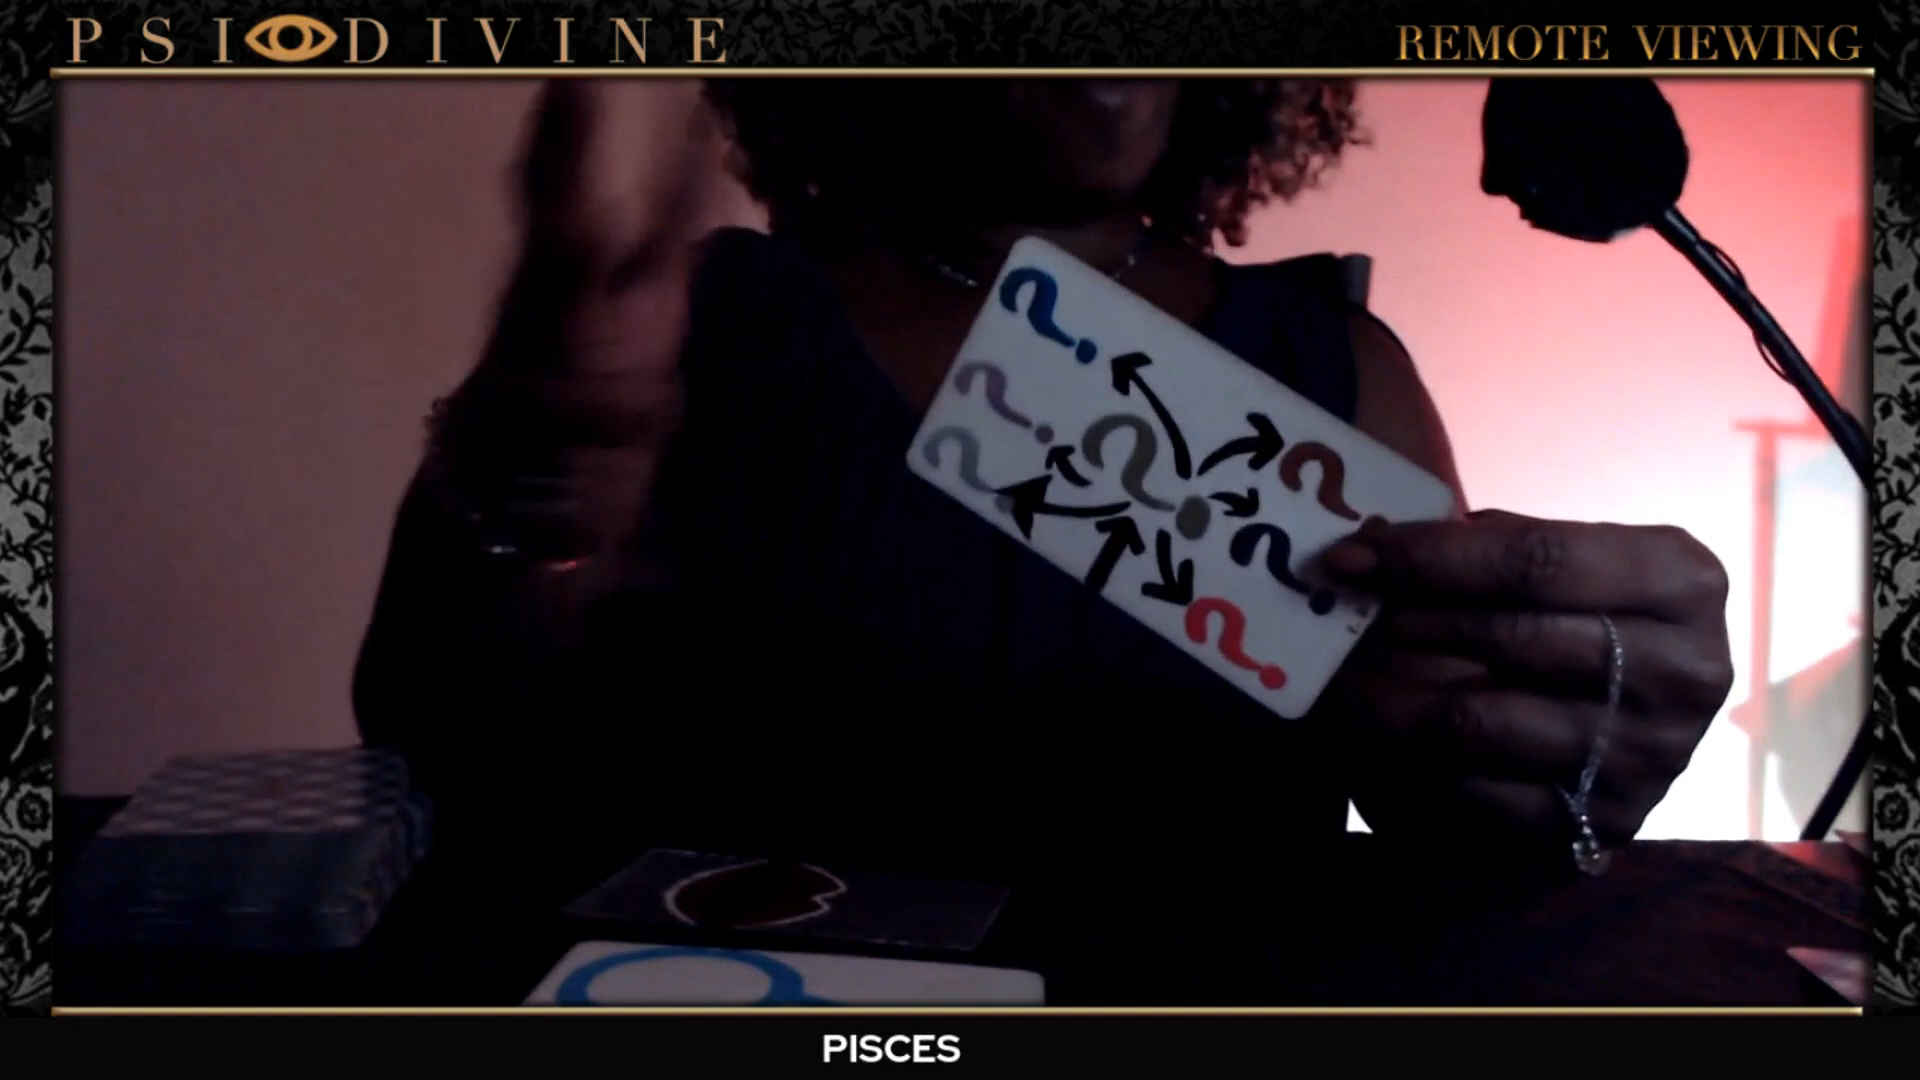 PSI DIVINE
REMOTE VIEWING
?
?
?
?
?
?
?
PISCES